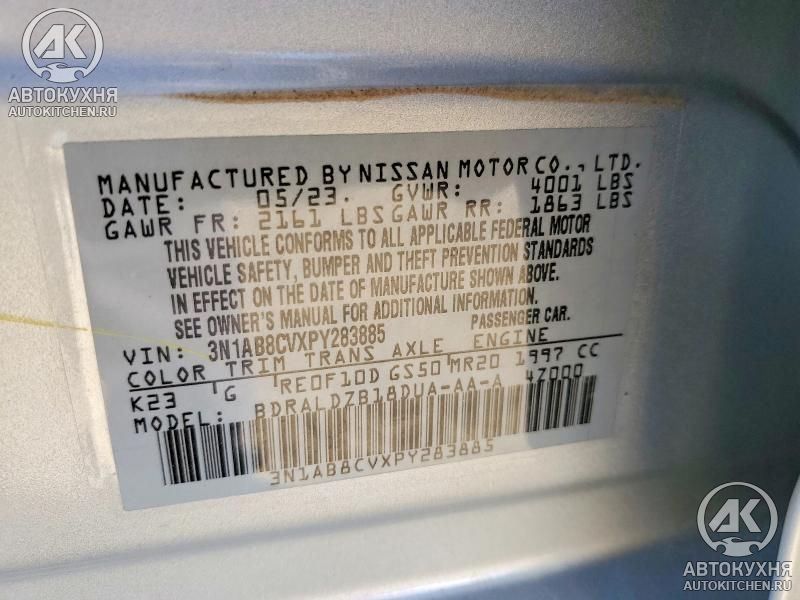 AK
АВТОКУХНЯ
AUTOKITCHEN.RU
MANUFACTURED BY NISSAN MOTOR CO., LTD.
DATE: 05/23. GVWR: 4001 LBS
GAWR FR: 2161 LBS GAWR RR: 1863 LBS
THIS VEHICLE CONFORMS TO ALL APPLICABLE FEDERAL MOTOR
VEHICLE SAFETY, BUMPER AND THEFT PREVENTION STANDARDS
IN EFFECT ON THE DATE OF MANUFACTURE SHOWN ABOVE.
SEE OWNER'S MANUAL FOR ADDITIONAL INFORMATION.
VIN: 3N1AB8CVXPY283885 PASSENGER CAR.
COLOR TRIM TRANS AXLE ENGINE
K23 G RE0F10D GS50 MR20 1997 CC
MODEL: BDRALDZB18DUA-AA-A 47000
3N1AB8CVXPY283885
AK
АВТОКУХНЯ
AUTOKITCHEN.RU